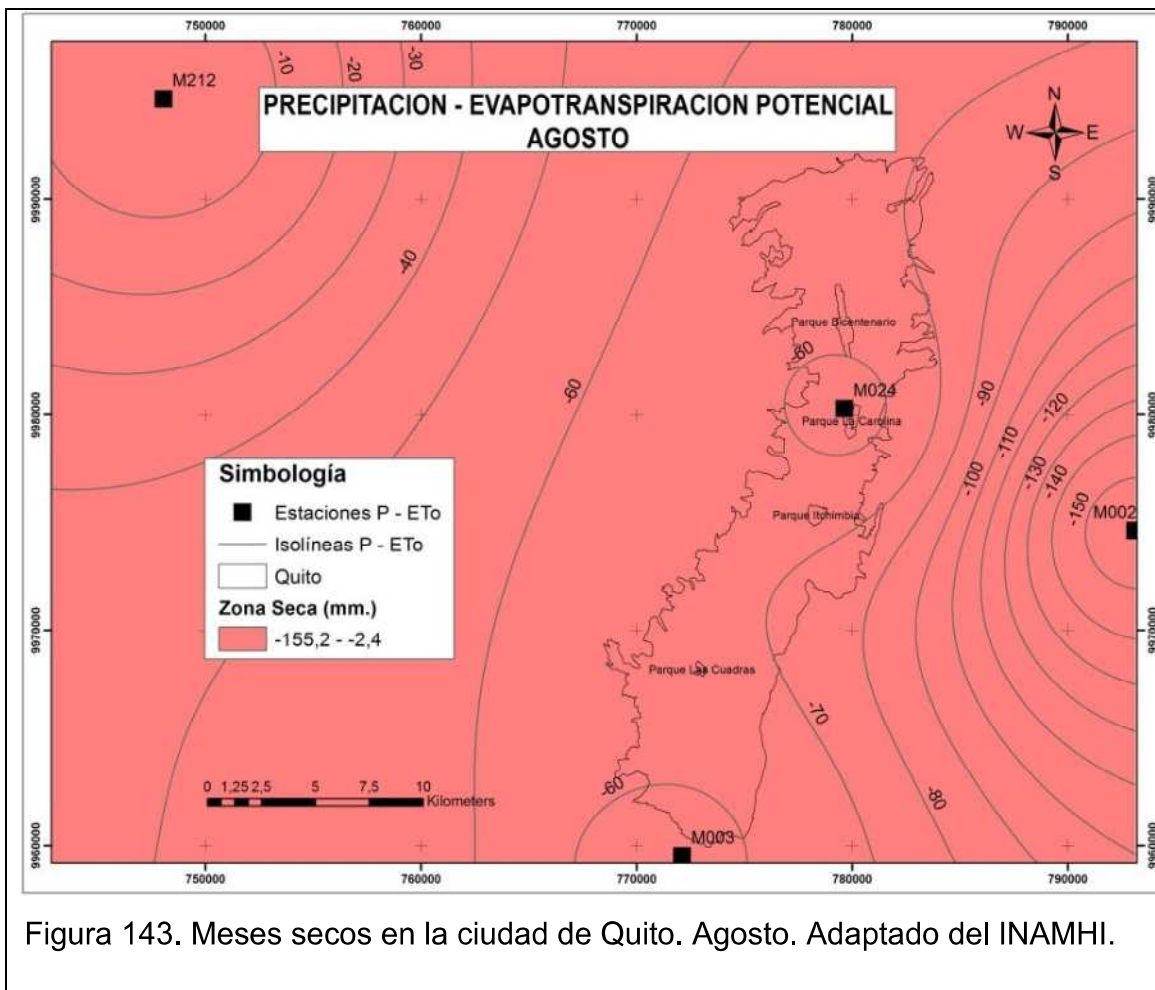 750000 760000 770000 780000 790000
PRECIPITACION - EVAPOTRANSPIRACION POTENCIAL
AGOSTO
N
W E
S
M212
-10
-20
-30
-40
-60
9990000 9990000
Parque Bicentenario
-60
M024
Parque La Carolina
9980000 9980000
-90
-100
-110
-120
-130
-140
-150
M002
Parque Itchimbia
Simbología
Estaciones P - ETo
Isolíneas P - ETo
Quito
Zona Seca (mm.)
-155,2 - -2,4
9970000 9970000
Parque Las Cuadras
-70
-80
-60
M003
0 1,25 2,5 5 7,5 10
Kilometers
9960000 9960000
750000 760000 770000 780000 790000
Figura 143. Meses secos en la ciudad de Quito. Agosto. Adaptado del INAMHI.